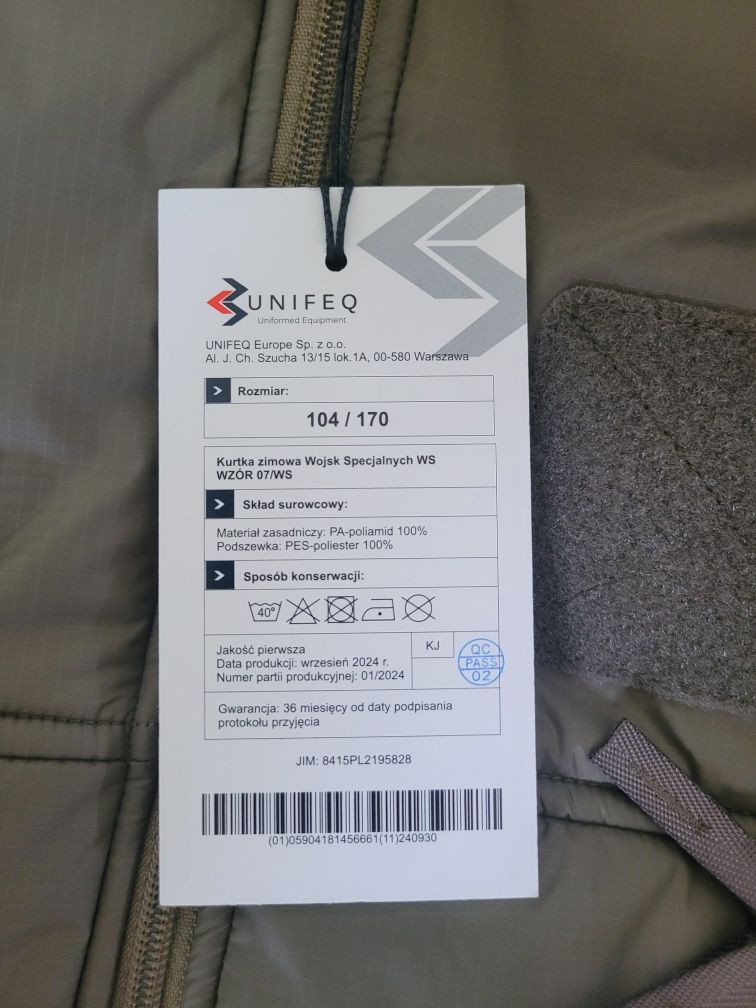 UNIFEQ
Uniformed Equipment
UNIFEQ Europe Sp. z o.o.
Al. J. Ch. Szucha 13/15 lok.1A, 00-580 Warszawa
Rozmiar:
104 / 170
Kurtka zimowa Wojsk Specjalnych WS
WZÓR 07/WS
Skład surowcowy:
Materiał zasadniczy: PA-poliamid 100%
Podszewka: PES-poliester 100%
Sposób konserwacji:
40°
Jakość pierwsza
Data produkcji: wrzesień 2024 r.
Numer partii produkcyjnej: 01/2024
KJ
QC
PASS
02
Gwarancja: 36 miesięcy od daty podpisania
protokołu przyjęcia
JIM: 8415PL2195828
(01)05904181456661(11)240930